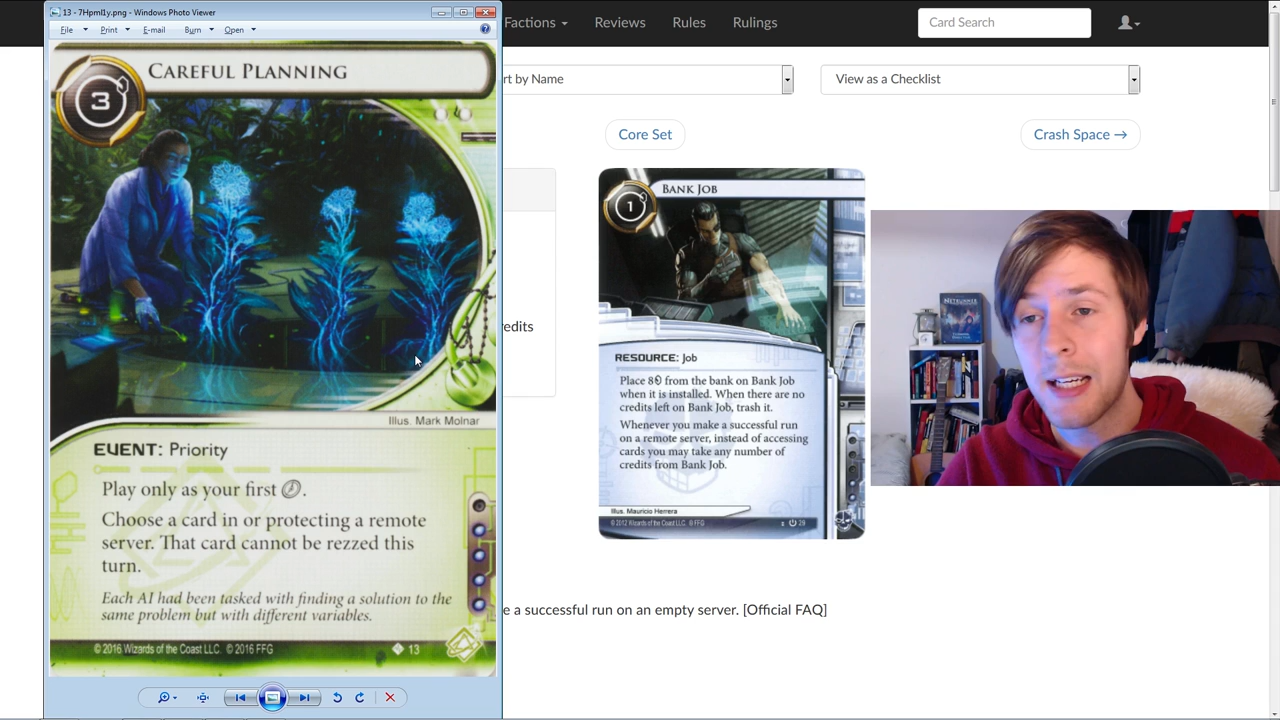 13 - 7Hpml1y.png - Windows Photo Viewer
File Print E-mail Burn Open
Factions Reviews Rules Rulings Card Search
CAREFUL PLANNING
3
rt by Name
View as a Checklist
Core Set
Crash Space →
BANK JOB
1
redits
RESOURCE: Job
Place 8 from the bank on Bank Job
when it is installed. When there are no
credits left on Bank Job, trash it.
Whenever you make a successful run
on a remote server, instead of accessing
cards you may take any number of
credits from Bank Job.
Illus. Mauricio Herrera
© 2012 Wizards of the Coast LLC. © FFG
29
NETRUNNER
Illus. Mark Molnar
EVENT: Priority
Play only as your first .
Choose a card in or protecting a remote
server. That card cannot be rezzed this
turn.
Each AI had been tasked with finding a solution to the
same problem but with different variables.
© 2016 Wizards of the Coast LLC. © 2016 FFG
13
e a successful run on an empty server. [Official FAQ]